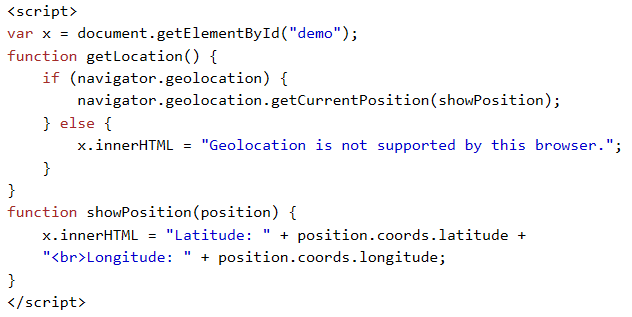 <script>
var x = document.getElementById("demo");
function getLocation() {
    if (navigator.geolocation) {
        navigator.geolocation.getCurrentPosition(showPosition);
    } else {
        x.innerHTML = "Geolocation is not supported by this browser.";
    }
}
function showPosition(position) {
    x.innerHTML = "Latitude: " + position.coords.latitude +
    "<br>Longitude: " + position.coords.longitude;
}
</script>